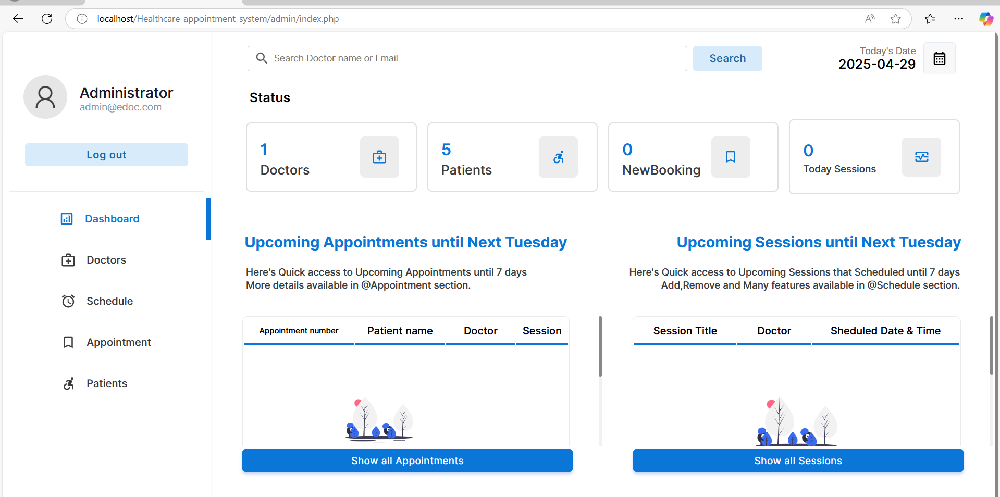 localhost/Healthcare-appointment-system/admin/index.php
Administrator
admin@edoc.com
Log out
Dashboard
Doctors
Schedule
Appointment
Patients
Search Doctor name or Email
Search
Today's Date
2025-04-29
Status
1
Doctors
5
Patients
0
NewBooking
0
Today Sessions
Upcoming Appointments until Next Tuesday
Here's Quick access to Upcoming Appointments until 7 days
More details available in @Appointment section.
Appointment number Patient name Doctor Session
Show all Appointments
Upcoming Sessions until Next Tuesday
Here's Quick access to Upcoming Sessions that Scheduled until 7 days
Add,Remove and Many features available in @Schedule section.
Session Title Doctor Sheduled Date & Time
Show all Sessions